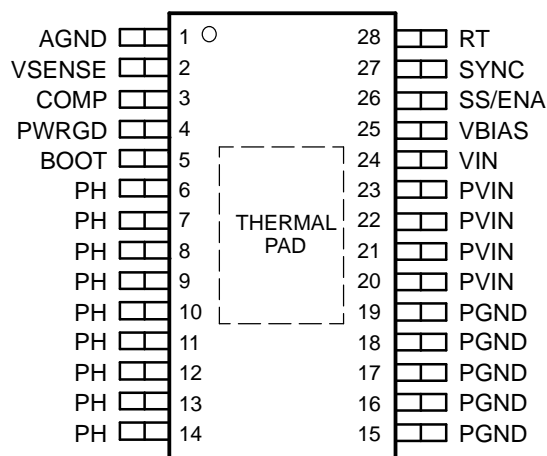 AGND 1 28 RT
VSENSE 2 27 SYNC
COMP 3 26 SS/ENA
PWRGD 4 25 VBIAS
BOOT 5 24 VIN
PH 6 23 PVIN
PH 7 22 PVIN
PH 8 21 PVIN
PH 9 20 PVIN
PH 10 19 PGND
PH 11 18 PGND
PH 12 17 PGND
PH 13 16 PGND
PH 14 15 PGND
THERMAL
PAD